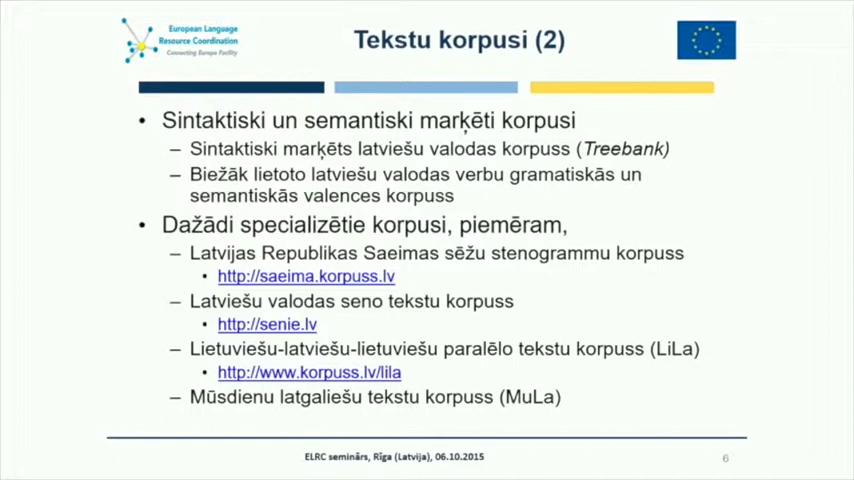 European Language
Resource Coordination
Connecting Europe Facility
Tekstu korpusi (2)
• Sintaktiski un semantiski marķēti korpusi
– Sintaktiski marķēts latviešu valodas korpuss (Treebank)
– Biežāk lietoto latviešu valodas verbu gramatiskās un
semantiskās valences korpuss
• Dažādi specializētie korpusi, piemēram,
– Latvijas Republikas Saeimas sēžu stenogrammu korpuss
• http://saeima.korpuss.lv
– Latviešu valodas seno tekstu korpuss
• http://senie.lv
– Lietuviešu-latviešu-lietuviešu paralēlo tekstu korpuss (LiLa)
• http://www.korpuss.lv/lila
– Mūsdienu latgaliešu tekstu korpuss (MuLa)
ELRC seminārs, Rīga (Latvija), 06.10.2015
6